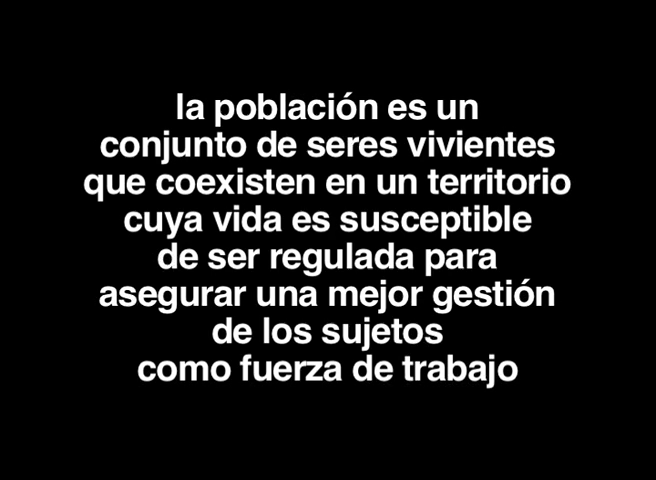 la población es un
conjunto de seres vivientes
que coexisten en un territorio
cuya vida es susceptible
de ser regulada para
asegurar una mejor gestión
de los sujetos
como fuerza de trabajo